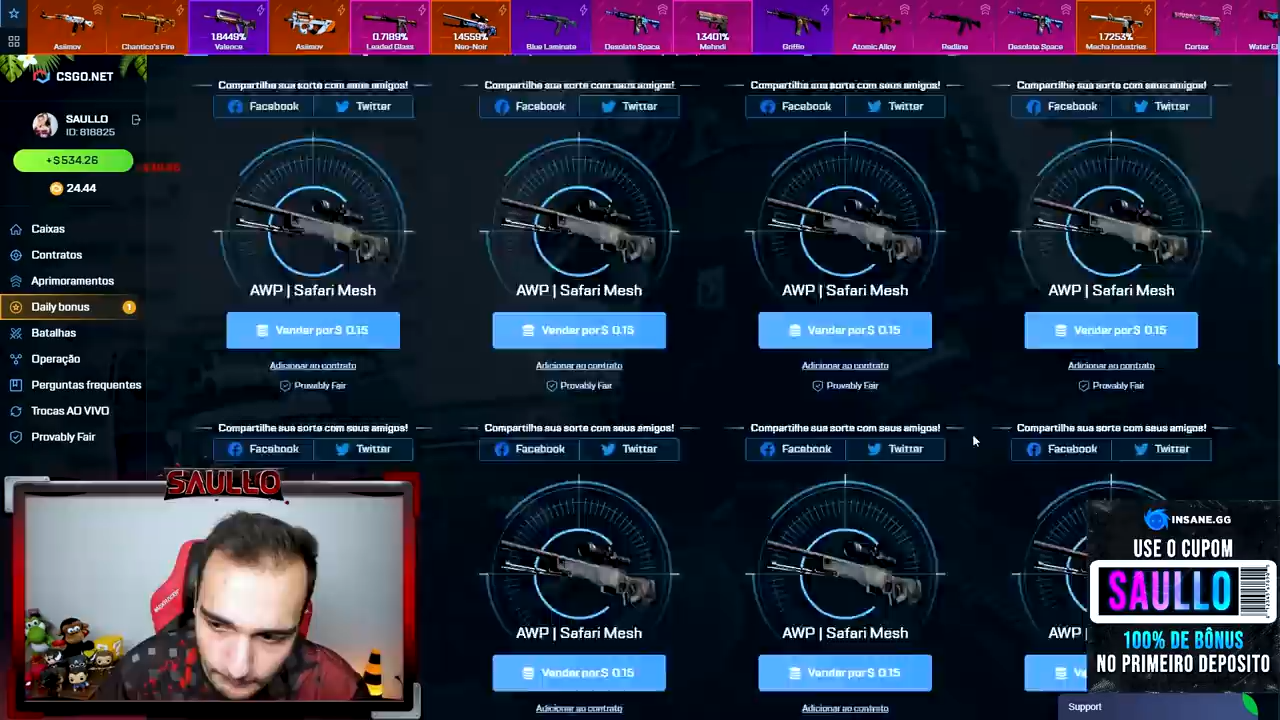 Asiimov
Chantico's Fire
1.8449%
Valence
Asiimov
0.7189%
Leaded Glass
1.4559%
Neo-Noir
Blue Laminate
Desolate Space
1.3401%
Mehndi
Griffin
Atomic Alloy
Redline
Desolate Space
1.7253%
Mecha Industries
Cortex
CSGO.NET
SAULLO
ID: 818825
+$534.26
24.44
Caixas
Contratos
Aprimoramentos
Daily bonus
1
Batalhas
Operação
Perguntas frequentes
Trocas AO VIVO
Provably Fair
Compartilhe sua sorte com seus amigos!
Compartilhe sua sorte com seus amigos!
Compartilhe sua sorte com seus amigos!
Compartilhe sua sorte com seus amigos!
Facebook Twitter
Facebook Twitter
Facebook Twitter
Facebook Twitter
AWP | Safari Mesh
AWP | Safari Mesh
AWP | Safari Mesh
AWP | Safari Mesh
Vender por $ 0.15
Vender por $ 0.15
Vender por $ 0.15
Vender por $ 0.15
Adicionar ao contrato
Adicionar ao contrato
Adicionar ao contrato
Adicionar ao contrato
Provably Fair
Provably Fair
Provably Fair
Provably Fair
Compartilhe sua sorte com seus amigos!
Compartilhe sua sorte com seus amigos!
Compartilhe sua sorte com seus amigos!
Compartilhe sua sorte com seus amigos!
Facebook Twitter
Facebook Twitter
Facebook Twitter
Facebook Twitter
AWP | Safari Mesh
AWP | Safari Mesh
Vender por $ 0.15
Vender por $ 0.15
Adicionar ao contrato
Adicionar ao contrato
SAULLO
INSANE.GG
USE O CUPOM
SAULLO
100% DE BÔNUS
NO PRIMEIRO DEPOSITO
Support